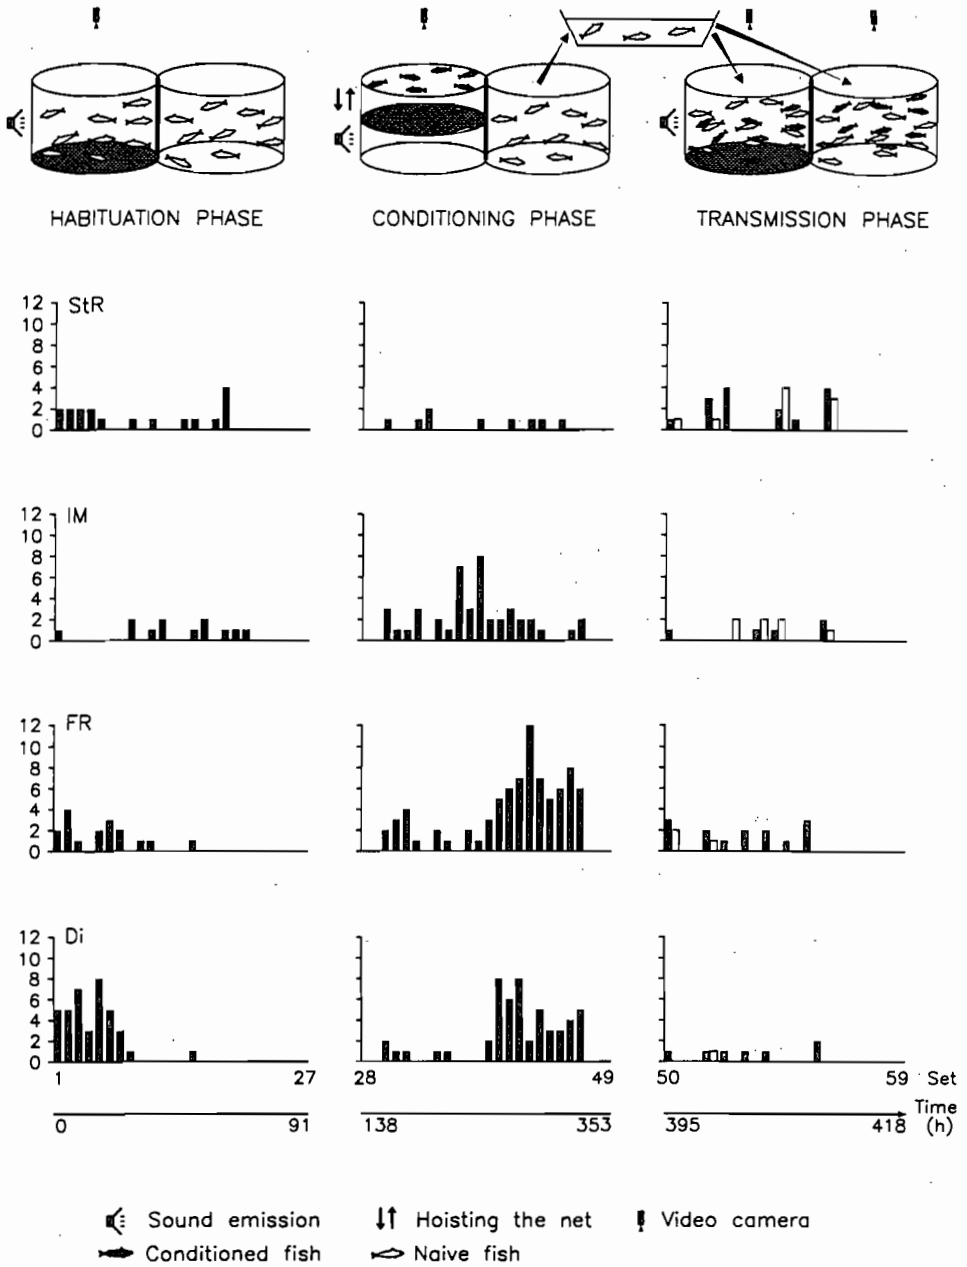 HABITUATION PHASE
CONDITIONING PHASE
TRANSMISSION PHASE
StR
12
10
8
6
4
2
0
IM
12
10
8
6
4
2
0
FR
12
10
8
6
4
2
0
Di
12
10
8
6
4
2
0
1 27 28 49 50 59 Set
0 91 138 353 395 418 Time (h)
Sound emission Hoisting the net Video camera
Conditioned fish Naive fish